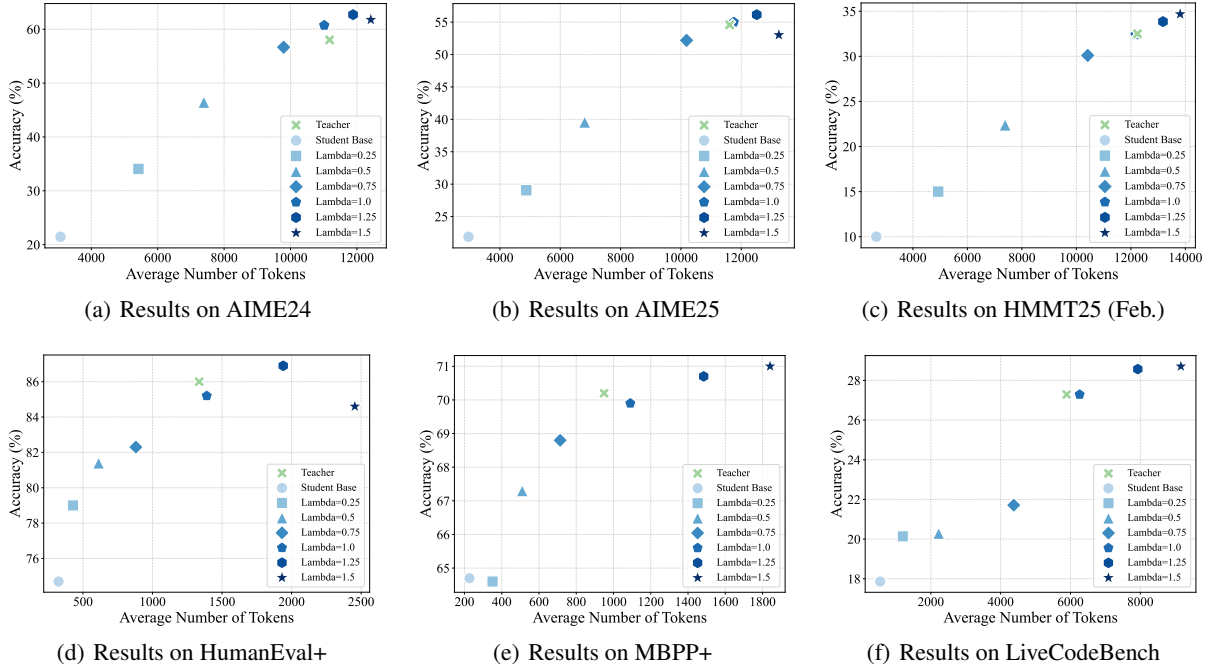 60
50
40
30
20
Accuracy (%)
Teacher
Student Base
Lambda=0.25
Lambda=0.5
Lambda=0.75
Lambda=1.0
Lambda=1.25
Lambda=1.5
4000 6000 8000 10000 12000
Average Number of Tokens
(a) Results on AIME24
55
50
45
40
35
30
25
Accuracy (%)
Teacher
Student Base
Lambda=0.25
Lambda=0.5
Lambda=0.75
Lambda=1.0
Lambda=1.25
Lambda=1.5
4000 6000 8000 10000 12000
Average Number of Tokens
(b) Results on AIME25
35
30
25
20
15
10
Accuracy (%)
Teacher
Student Base
Lambda=0.25
Lambda=0.5
Lambda=0.75
Lambda=1.0
Lambda=1.25
Lambda=1.5
4000 6000 8000 10000 12000 14000
Average Number of Tokens
(c) Results on HMMT25 (Feb.)
86
84
82
80
78
76
Accuracy (%)
Teacher
Student Base
Lambda=0.25
Lambda=0.5
Lambda=0.75
Lambda=1.0
Lambda=1.25
Lambda=1.5
500 1000 1500 2000 2500
Average Number of Tokens
(d) Results on HumanEval+
71
70
69
68
67
66
65
Accuracy (%)
Teacher
Student Base
Lambda=0.25
Lambda=0.5
Lambda=0.75
Lambda=1.0
Lambda=1.25
Lambda=1.5
200 400 600 800 1000 1200 1400 1600 1800
Average Number of Tokens
(e) Results on MBPP+
28
26
24
22
20
18
Accuracy (%)
Teacher
Student Base
Lambda=0.25
Lambda=0.5
Lambda=0.75
Lambda=1.0
Lambda=1.25
Lambda=1.5
2000 4000 6000 8000
Average Number of Tokens
(f) Results on LiveCodeBench